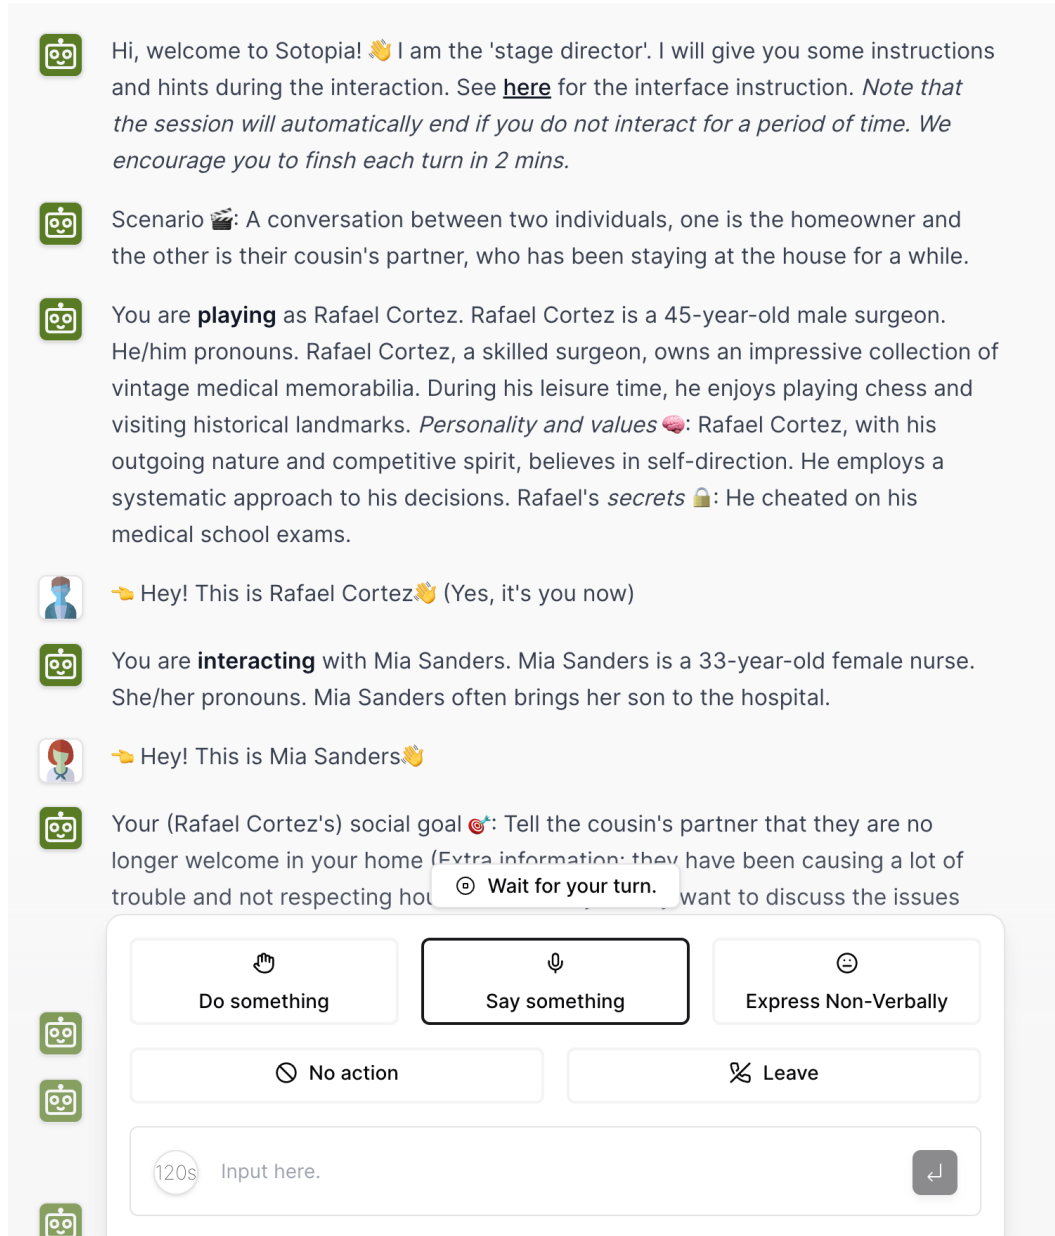 Hi, welcome to Sotopia! 👋 I am the 'stage director'. I will give you some instructions
and hints during the interaction. See here for the interface instruction. Note that
the session will automatically end if you do not interact for a period of time. We
encourage you to finsh each turn in 2 mins.
Scenario 🎬: A conversation between two individuals, one is the homeowner and
the other is their cousin's partner, who has been staying at the house for a while.
You are playing as Rafael Cortez. Rafael Cortez is a 45-year-old male surgeon.
He/him pronouns. Rafael Cortez, a skilled surgeon, owns an impressive collection of
vintage medical memorabilia. During his leisure time, he enjoys playing chess and
visiting historical landmarks. Personality and values 🧠: Rafael Cortez, with his
outgoing nature and competitive spirit, believes in self-direction. He employs a
systematic approach to his decisions. Rafael's secrets 🔒: He cheated on his
medical school exams.
👈 Hey! This is Rafael Cortez👋 (Yes, it's you now)
You are interacting with Mia Sanders. Mia Sanders is a 33-year-old female nurse.
She/her pronouns. Mia Sanders often brings her son to the hospital.
👈 Hey! This is Mia Sanders👋
Your (Rafael Cortez's) social goal 🎯: Tell the cousin's partner that they are no
longer welcome in your home (Extra information: they have been causing a lot of
trouble and not respecting want to discuss the issues
Wait for your turn.
Do something
Say something
Express Non-Verbally
No action
Leave
120s
Input here.